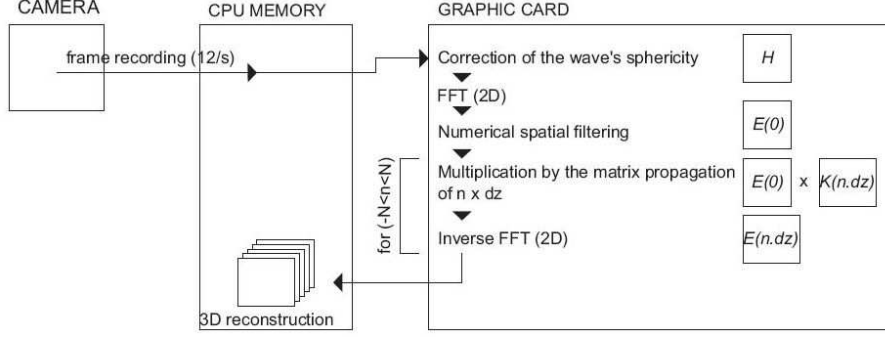 CAMERA
CPU MEMORY
GRAPHIC CARD
frame recording (12/s)
Correction of the wave's sphericity
H
FFT (2D)
Numerical spatial filtering
E(0)
for (-N<n<N)
Multiplication by the matrix propagation
of n x dz
E(0) x K(n.dz)
Inverse FFT (2D)
E(n.dz)
3D reconstruction